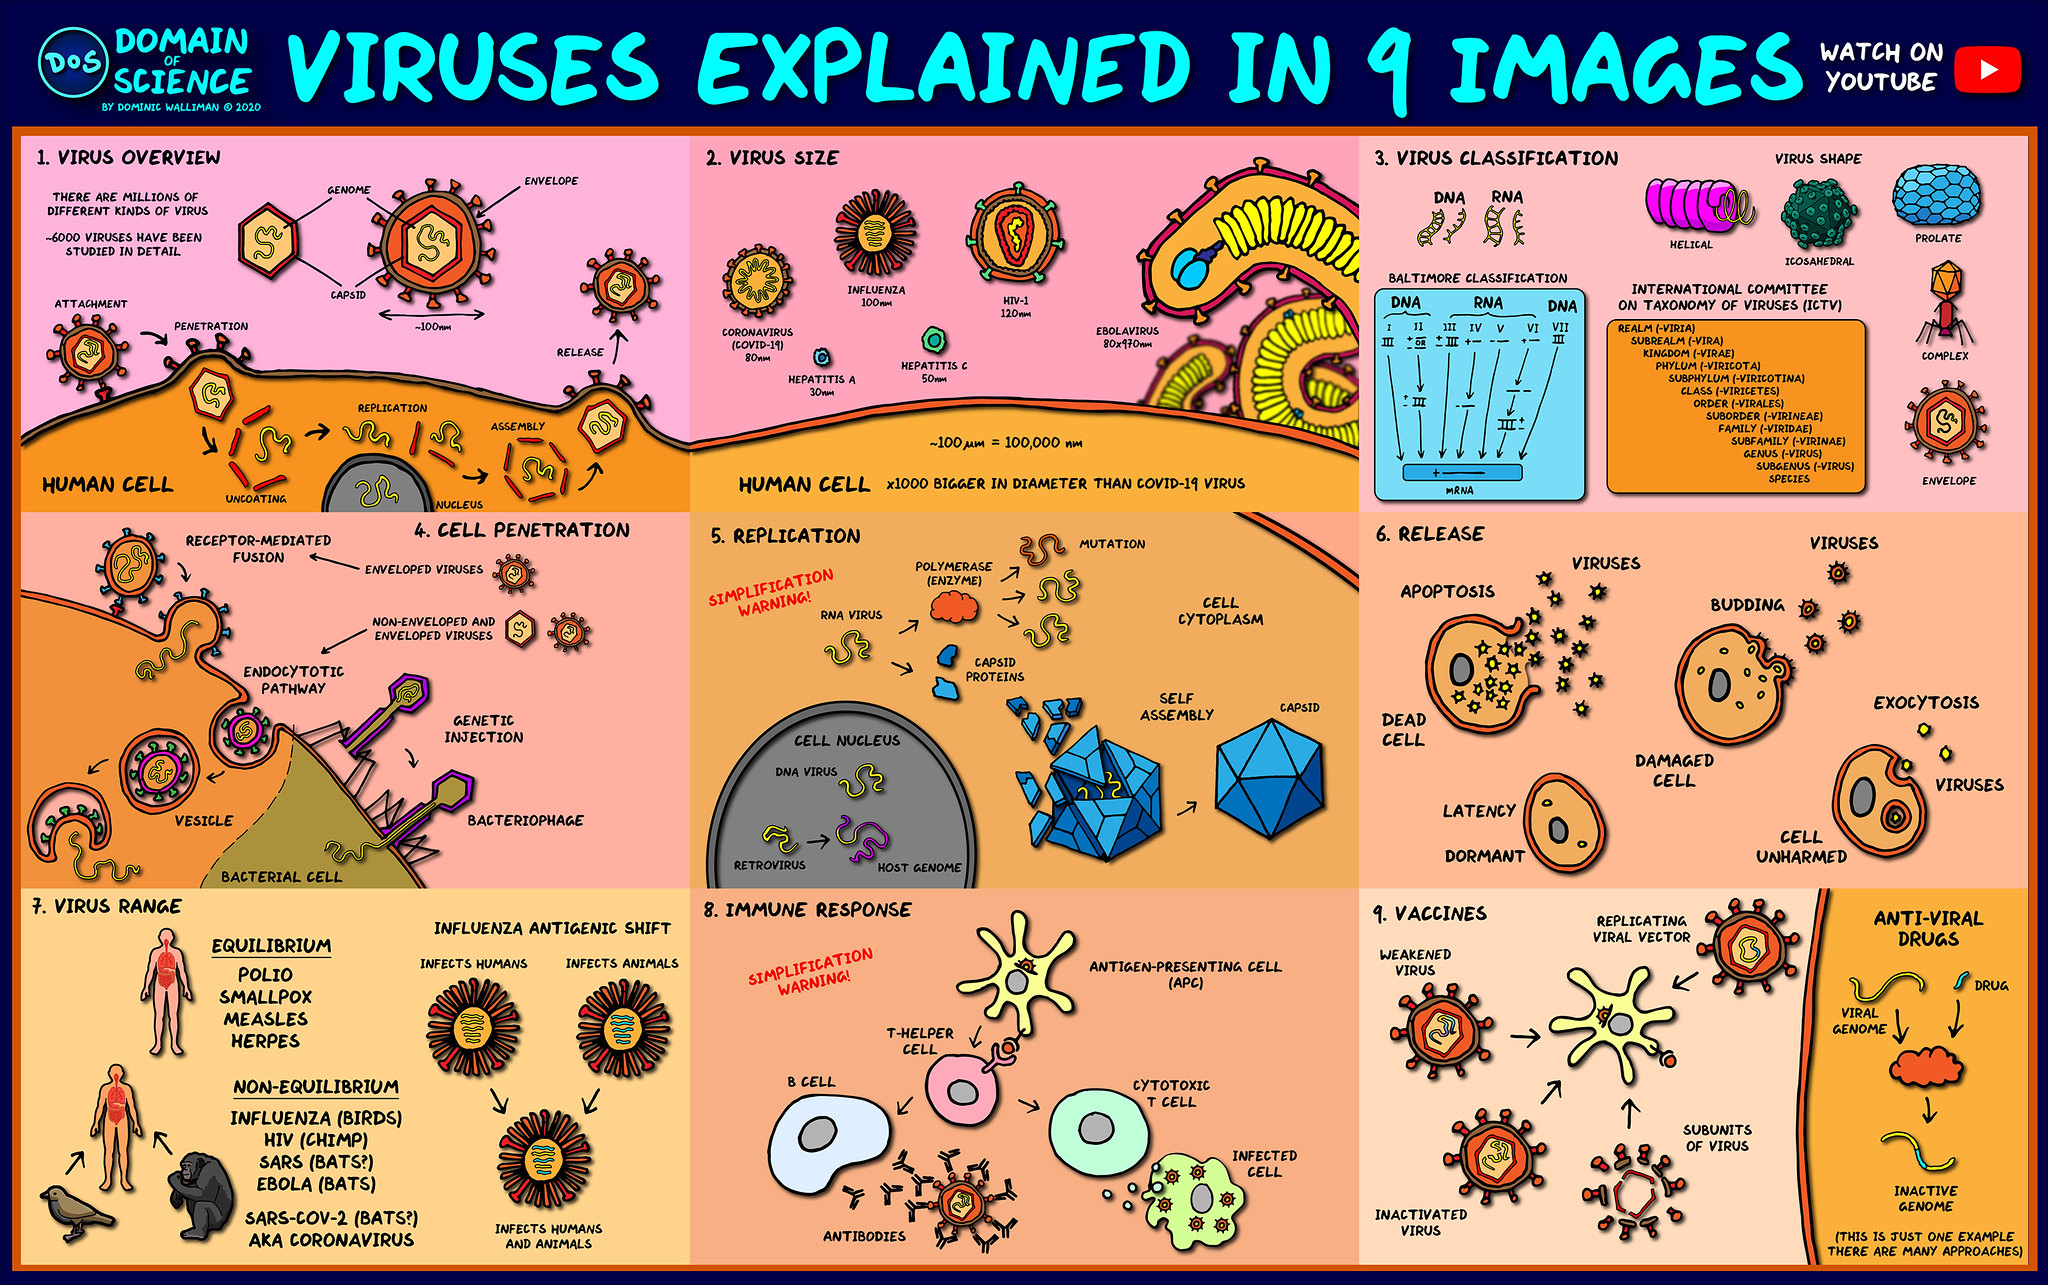 DOS
DOMAIN
OF
SCIENCE
BY DOMINIC WALLIMAN © 2020
VIRUSES EXPLAINED IN 9 IMAGES
WATCH ON
YOUTUBE
1. VIRUS OVERVIEW
THERE ARE MILLIONS OF
DIFFERENT KINDS OF VIRUS
~6000 VIRUSES HAVE BEEN
STUDIED IN DETAIL
GENOME
ENVELOPE
CAPSID
~100nm
ATTACHMENT
PENETRATION
RELEASE
REPLICATION
ASSEMBLY
UNCOATING
HUMAN CELL
NUCLEUS
2. VIRUS SIZE
CORONAVIRUS
(COVID-19)
80nm
INFLUENZA
100nm
HIV-1
120nm
HEPATITIS A
30nm
HEPATITIS C
50nm
EBOLAVIRUS
80x970nm
~100µm = 100,000 nm
HUMAN CELL
x1000 BIGGER IN DIAMETER THAN COVID-19 VIRUS
3. VIRUS CLASSIFICATION
DNA
RNA
VIRUS SHAPE
HELICAL
ICOSAHEDRAL
PROLATE
COMPLEX
ENVELOPE
BALTIMORE CLASSIFICATION
DNA
RNA
DNA
I II III IV V VI VII
+ OR -
+
-
+
-
-
+
-
+
-
-
+
-
+
mRNA
INTERNATIONAL COMMITTEE
ON TAXONOMY OF VIRUSES (ICTV)
REALM (-VIRIA)
SUBREALM (-VIRA)
KINGDOM (-VIRAE)
PHYLUM (-VIRICOTA)
SUBPHYLUM (-VIRICOTINA)
CLASS (-VIRICETES)
ORDER (-VIRALES)
SUBORDER (-VIRINEAE)
FAMILY (-VIRIDAE)
SUBFAMILY (-VIRINAE)
GENUS (-VIRUS)
SUBGENUS (-VIRUS)
SPECIES
4. CELL PENETRATION
RECEPTOR-MEDIATED
FUSION
ENVELOPED VIRUSES
NON-ENVELOPED AND
ENVELOPED VIRUSES
ENDOCYTOTIC
PATHWAY
GENETIC
INJECTION
VESICLE
BACTERIOPHAGE
BACTERIAL CELL
5. REPLICATION
SIMPLIFICATION
WARNING!
POLYMERASE
(ENZYME)
MUTATION
RNA VIRUS
CELL
CYTOPLASM
CAPSID
PROTEINS
SELF
ASSEMBLY
CAPSID
CELL NUCLEUS
DNA VIRUS
RETROVIRUS
HOST GENOME
6. RELEASE
APOPTOSIS
VIRUSES
DEAD
CELL
VIRUSES
BUDDING
DAMAGED
CELL
EXOCYTOSIS
VIRUSES
CELL
UNHARMED
LATENCY
DORMANT
7. VIRUS RANGE
EQUILIBRIUM
POLIO
SMALLPOX
MEASLES
HERPES
NON-EQUILIBRIUM
INFLUENZA (BIRDS)
HIV (CHIMP)
SARS (BATS?)
EBOLA (BATS)
SARS-COV-2 (BATS?)
AKA CORONAVIRUS
INFLUENZA ANTIGENIC SHIFT
INFECTS HUMANS
INFECTS ANIMALS
INFECTS HUMANS
AND ANIMALS
8. IMMUNE RESPONSE
SIMPLIFICATION
WARNING!
ANTIGEN-PRESENTING CELL
(APC)
T-HELPER
CELL
B CELL
CYTOTOXIC
T CELL
INFECTED
CELL
ANTIBODIES
9. VACCINES
WEAKENED
VIRUS
REPLICATING
VIRAL VECTOR
INACTIVATED
VIRUS
SUBUNITS
OF VIRUS
ANTI-VIRAL
DRUGS
DRUG
VIRAL
GENOME
INACTIVE
GENOME
(THIS IS JUST ONE EXAMPLE
THERE ARE MANY APPROACHES)